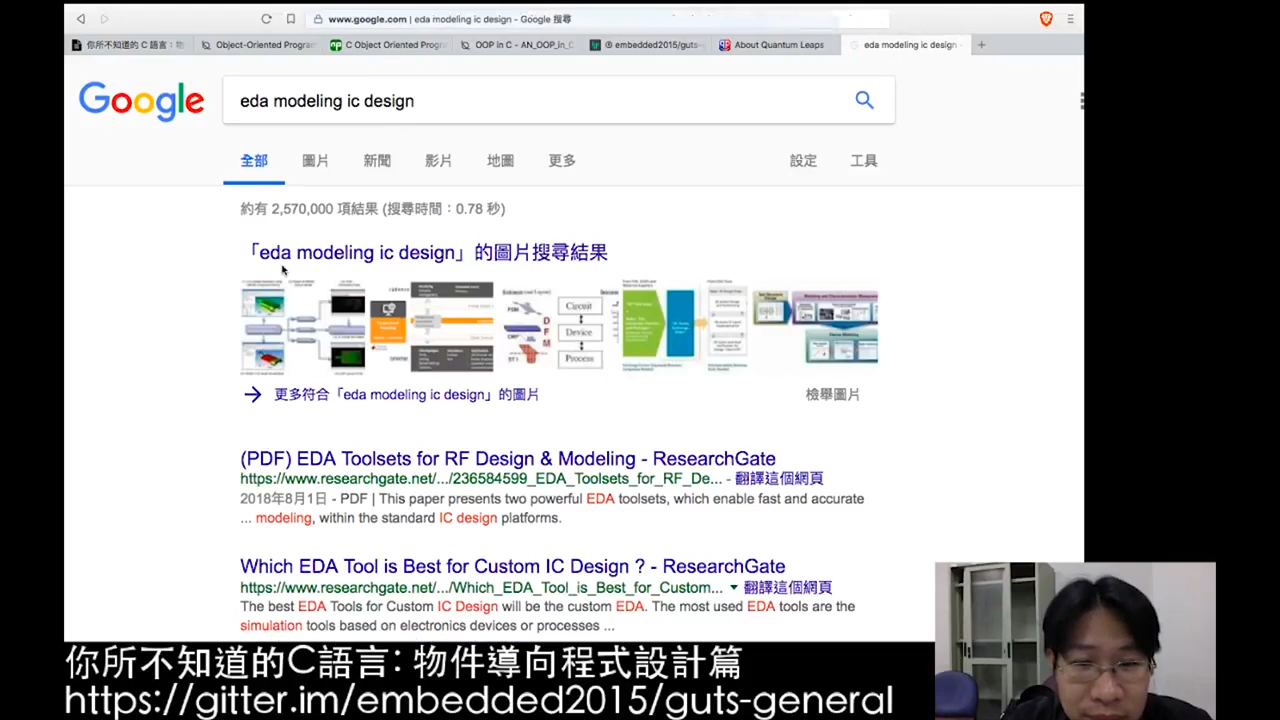 www.google.com | eda modeling ic design - Google 搜尋
你所不知道的 C 語言：物
Object-Oriented Program
C Object Oriented Progr
OOP in C - AN_OOP_in_C
embedded2015/guts-
About Quantum Leaps
eda modeling ic design -
Google
eda modeling ic design
全部 圖片 新聞 影片 地圖 更多 設定 工具
約有 2,570,000 項結果 (搜尋時間：0.78 秒)
「eda modeling ic design」的圖片搜尋結果
Circuit
Device
Process
更多符合「eda modeling ic design」的圖片 檢舉圖片
(PDF) EDA Toolsets for RF Design & Modeling - ResearchGate
https://www.researchgate.net/.../236584599_EDA_Toolsets_for_RF_De... - 翻譯這個網頁
2018年8月1日 - PDF | This paper presents two powerful EDA toolsets, which enable fast and accurate
... modeling, within the standard IC design platforms.
Which EDA Tool is Best for Custom IC Design ? - ResearchGate
https://www.researchgate.net/.../Which_EDA_Tool_is_Best_for_Custom... 翻譯這個網頁
The best EDA Tools for Custom IC Design will be the custom EDA. The most used EDA tools are the
simulation tools based on electronics devices or processes ...
你所不知道的C語言: 物件導向程式設計篇
https://gitter.im/embedded2015/guts-general